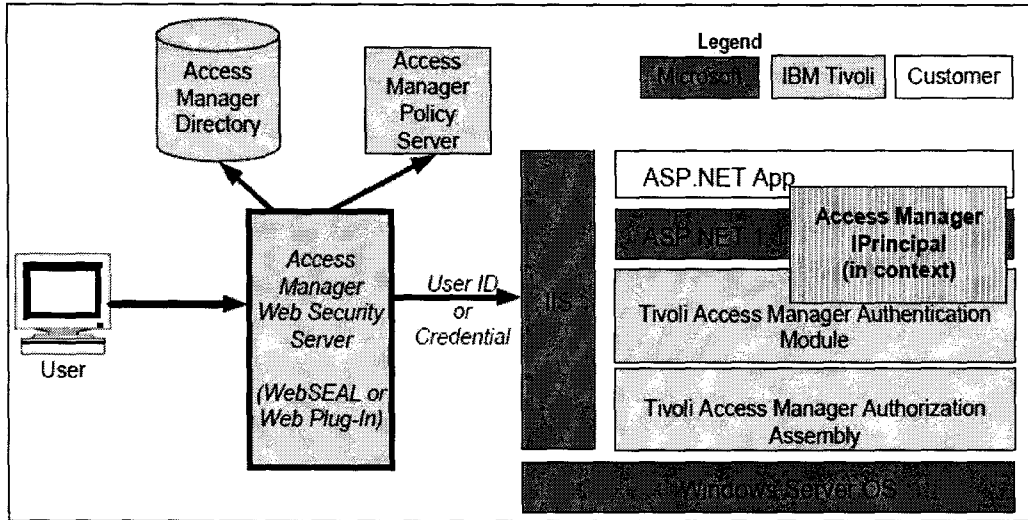 Legend
Microsoft
IBM Tivoli
Customer
Access
Manager
Directory
Access
Manager
Policy
Server
User
Access
Manager
Web Security
Server
(WebSEAL or
Web Plug-In)
User ID
or
Credential
IIS
ASP.NET App
ASP.NET
Access Manager
IPrincipal
(in context)
Tivoli Access Manager Authentication
Module
Tivoli Access Manager Authorization
Assembly
Windows Server OS